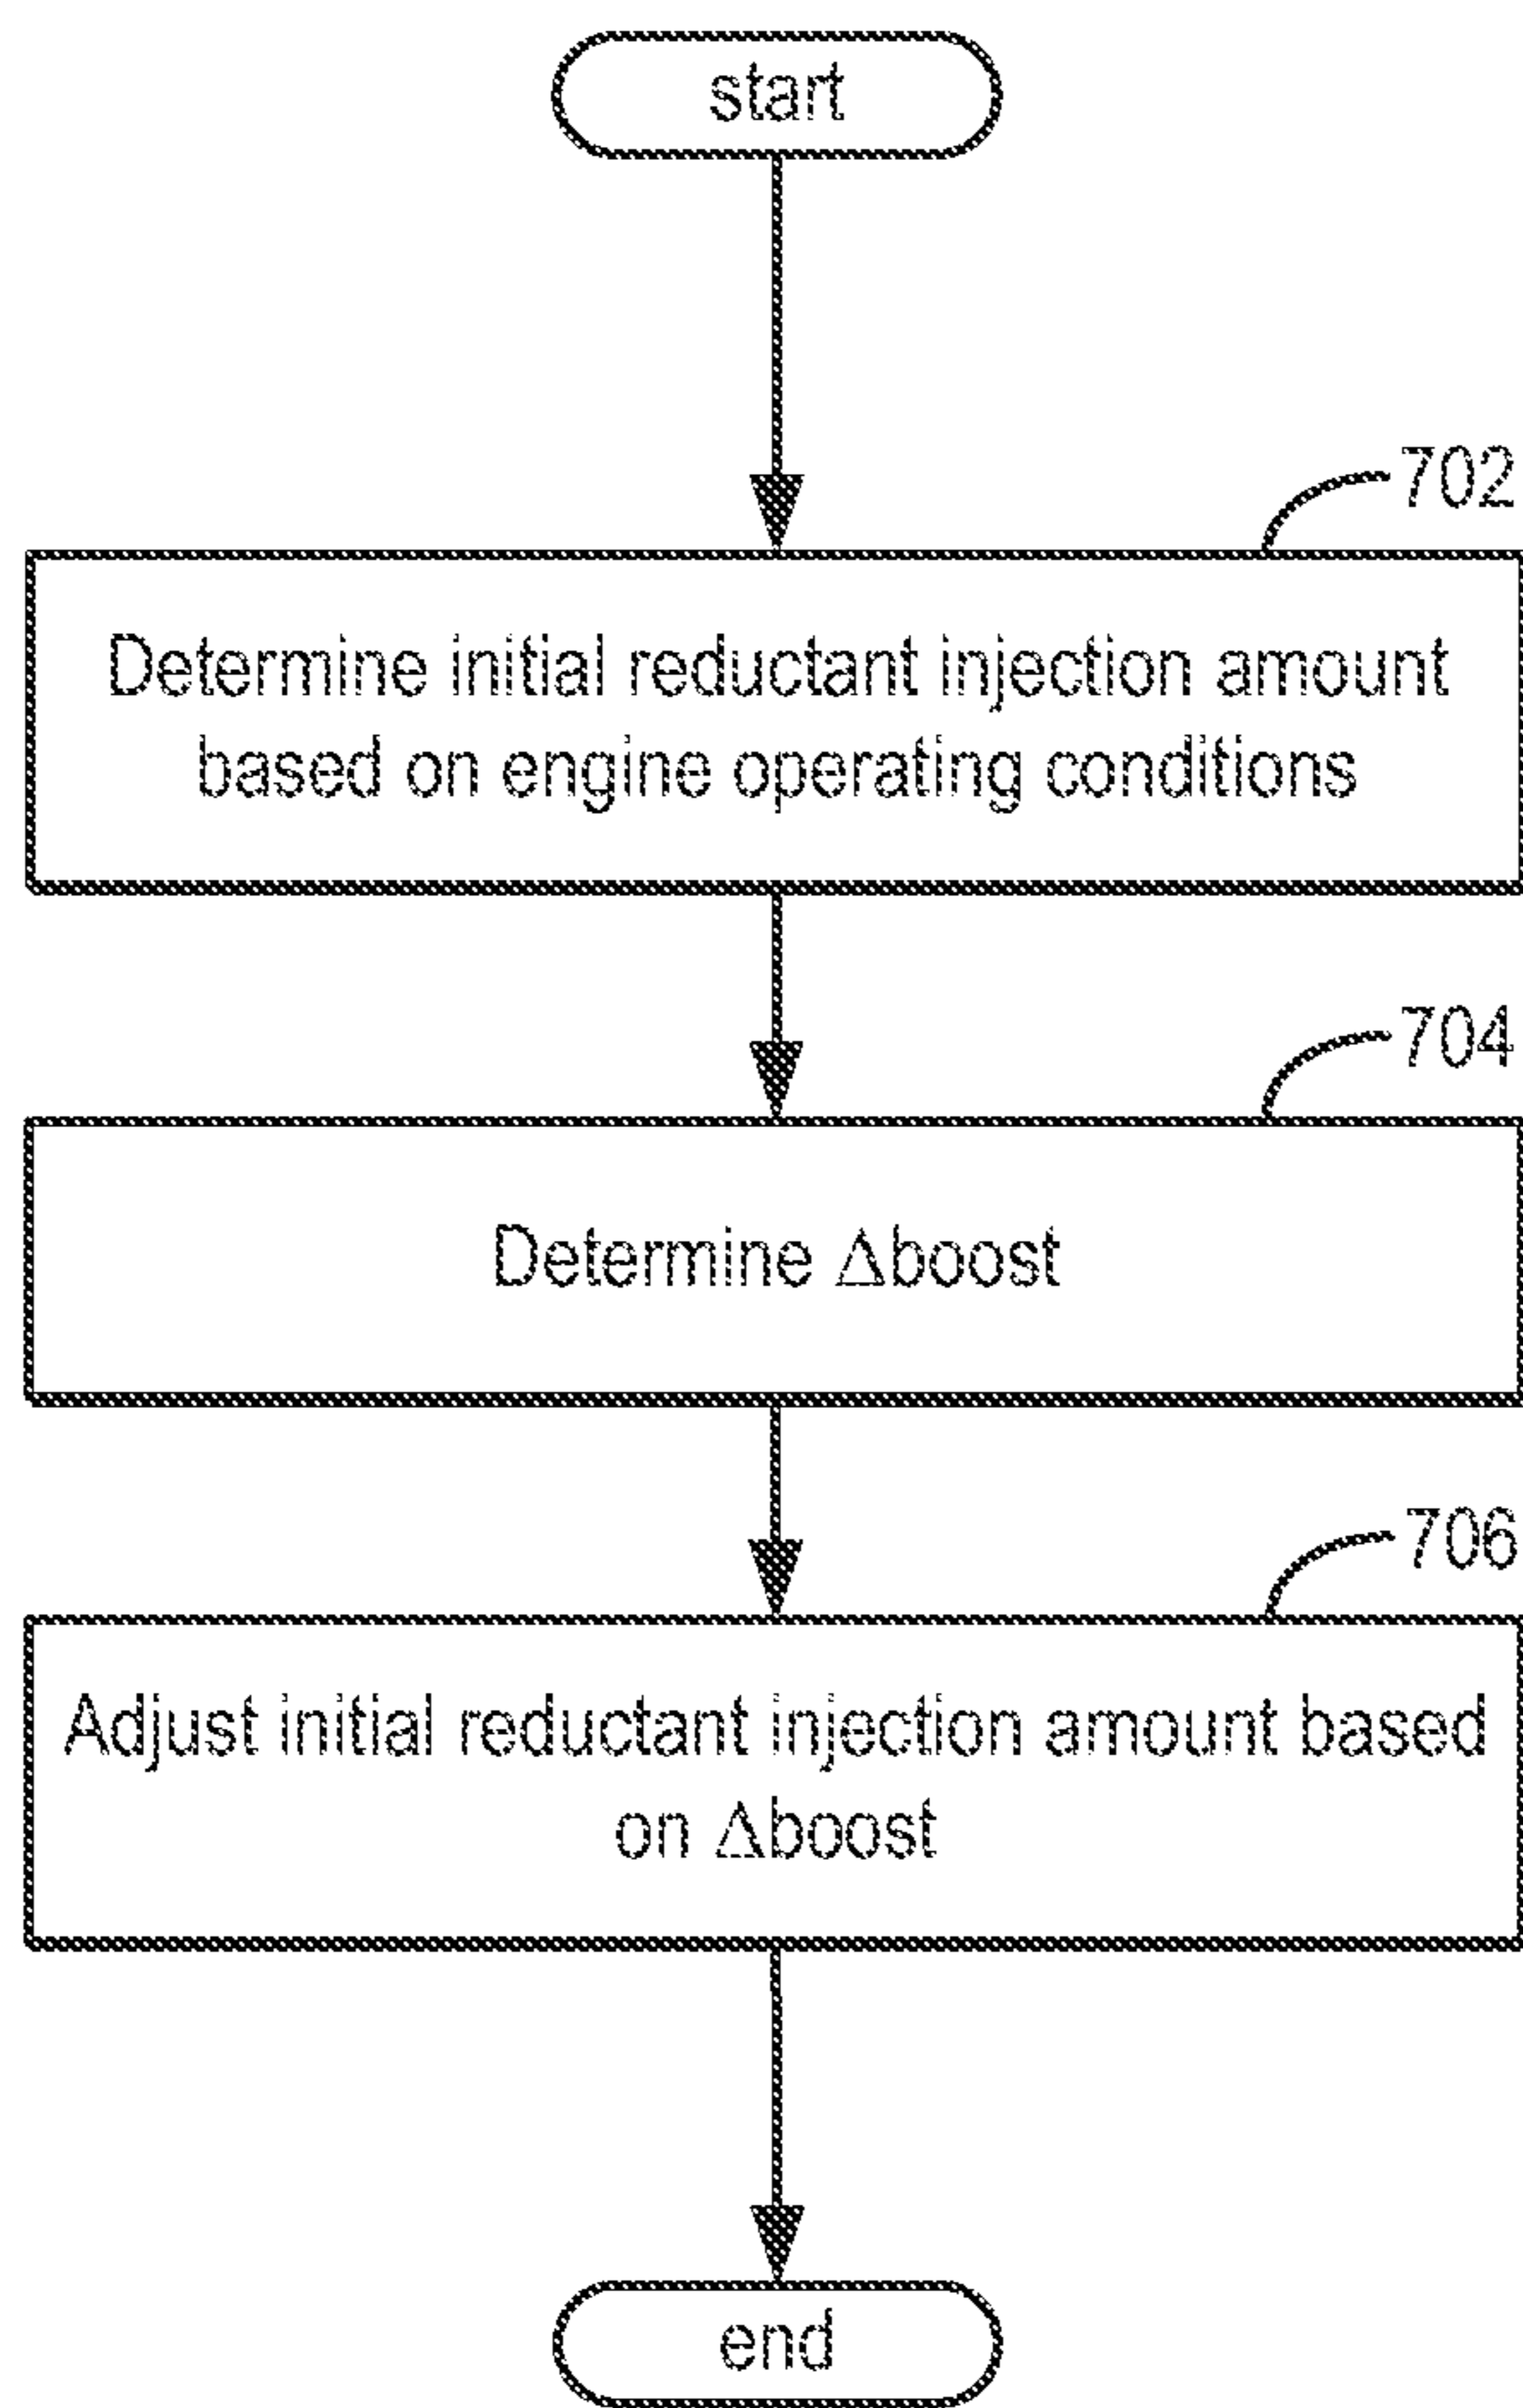 start
702
Determine initial reductant injection amount
based on engine operating conditions
704
Determine Δboost
706
Adjust initial reductant injection amount based
on Δboost
end